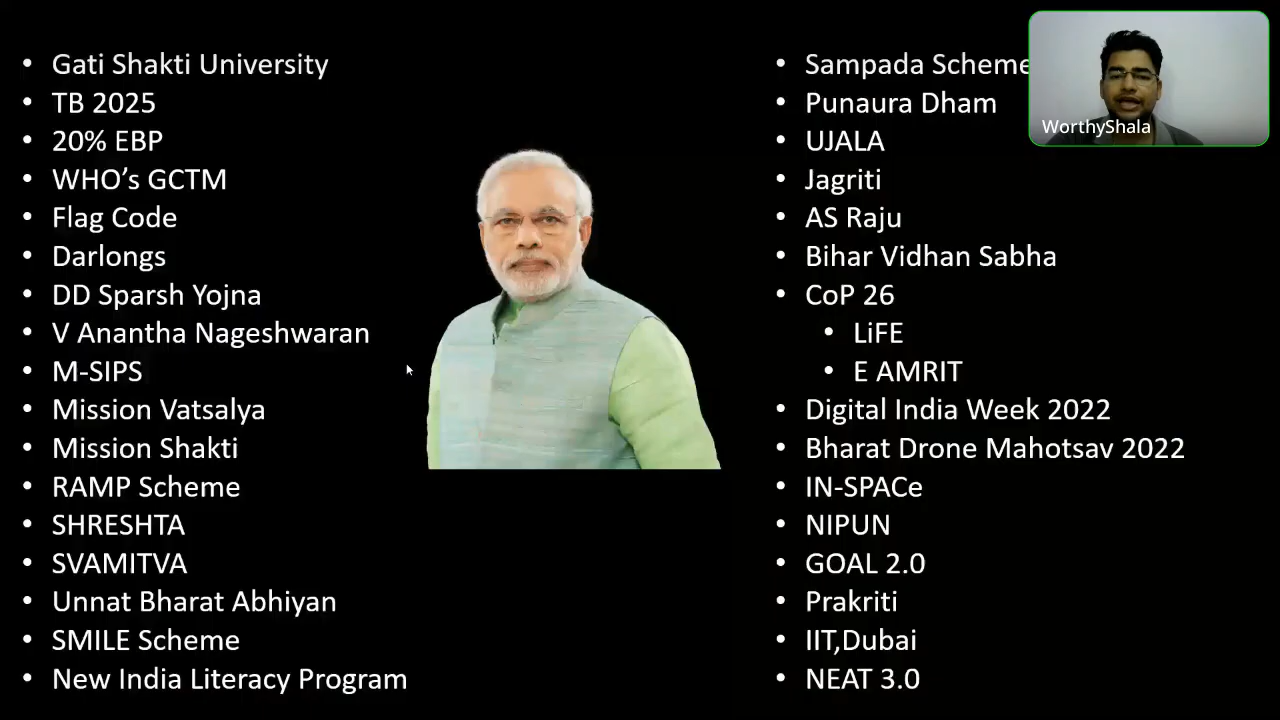 Gati Shakti University
TB 2025
20% EBP
WHO’s GCTM
Flag Code
Darlongs
DD Sparsh Yojna
V Anantha Nageshwaran
M-SIPS
Mission Vatsalya
Mission Shakti
RAMP Scheme
SHRESHTA
SVAMITVA
Unnat Bharat Abhiyan
SMILE Scheme
New India Literacy Program
Sampada Scheme
Punaura Dham
UJALA
Jagriti
AS Raju
Bihar Vidhan Sabha
CoP 26
LiFE
E AMRIT
Digital India Week 2022
Bharat Drone Mahotsav 2022
IN-SPACe
NIPUN
GOAL 2.0
Prakriti
IIT,Dubai
NEAT 3.0
WorthyShala